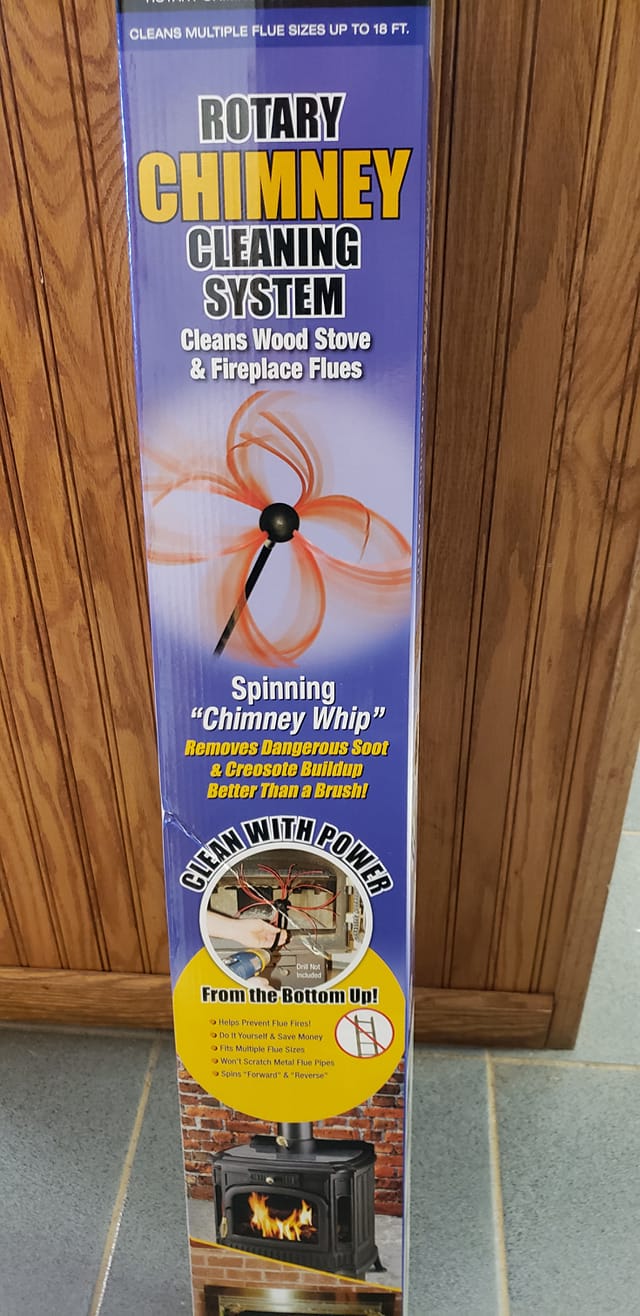 CLEANS MULTIPLE FLUE SIZES UP TO 18 FT.
ROTARY
CHIMNEY
CLEANING
SYSTEM
Cleans Wood Stove
& Fireplace Flues
Spinning
“Chimney Whip”
Removes Dangerous Soot
& Creosote Buildup
Better Than a Brush!
CLEAN WITH POWER
Drill Not
Included
From the Bottom Up!
Helps Prevent Flue Fires!
Do It Yourself & Save Money
Fits Multiple Flue Sizes
Won't Scratch Metal Flue Pipes
Spins “Forward” & “Reverse”